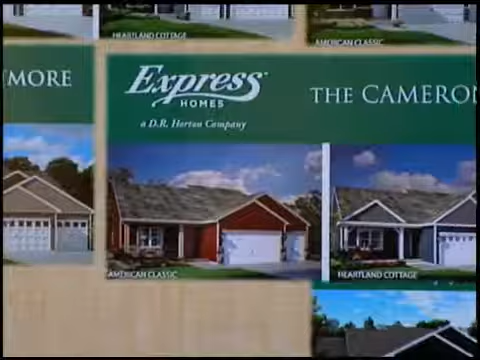 HEARTLAND COTTAGE
AMERICAN CLASSIC
MORE
Express
HOMES
a D.R. Horton Company
THE CAMERON
AMERICAN CLASSIC
HEARTLAND COTTAGE